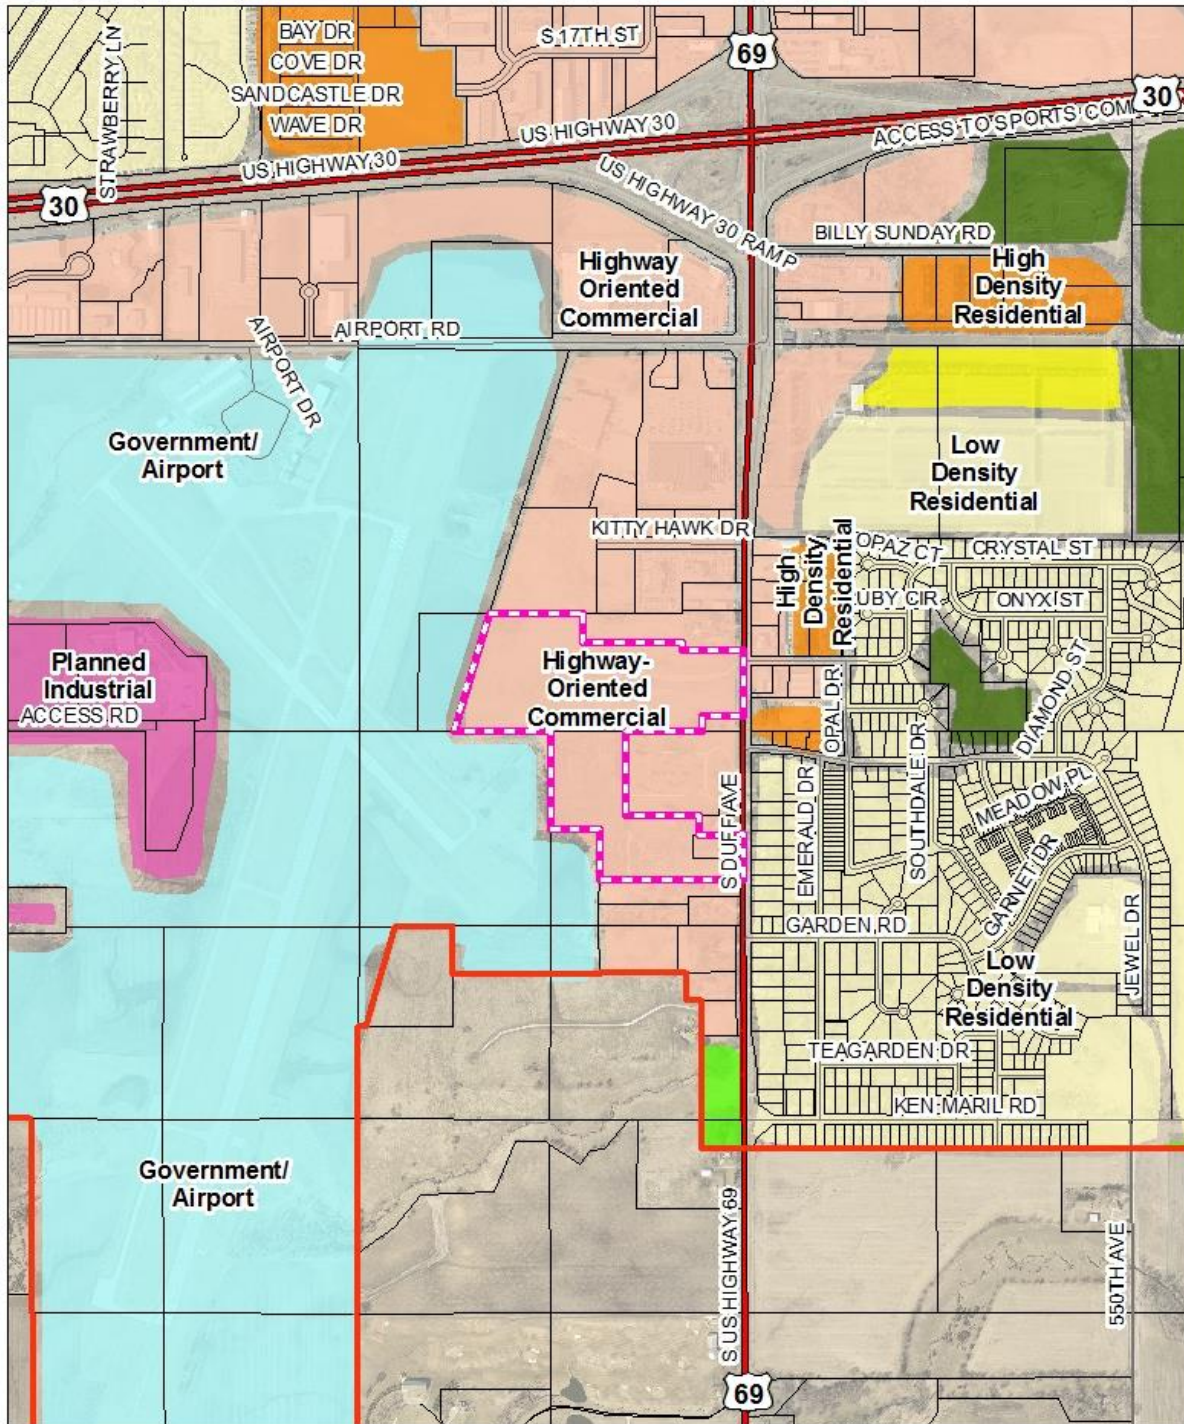 STRAWBERRY LN
BAY DR
COVE DR
SANDCASTLE DR
WAVE DR
S 17TH ST
69
30
US HIGHWAY 30
US HIGHWAY 30
ACCESS TO SPORTS COM
30
US HIGHWAY 30 RAMP
BILLY SUNDAY RD
Highway
Oriented
Commercial
High
Density
Residential
AIRPORT RD
AIRPORT DR
Government/
Airport
Low
Density
Residential
KITTY HAWK DR
High
Density
Residential
OPAZ CT
CRYSTAL ST
UBY CIR
ONYX ST
Planned
Industrial
ACCESS RD
Highway-
Oriented
Commercial
OPAL DR
DIAMOND ST
SOUTHDALE DR
MEADOW PL
S DUFF AVE
EMERALD DR
GARNET DR
GARDEN RD
JEWEL DR
Low
Density
Residential
TEAGARDEN DR
KEN MARIL RD
Government/
Airport
S US HIGHWAY 69
550TH AVE
69